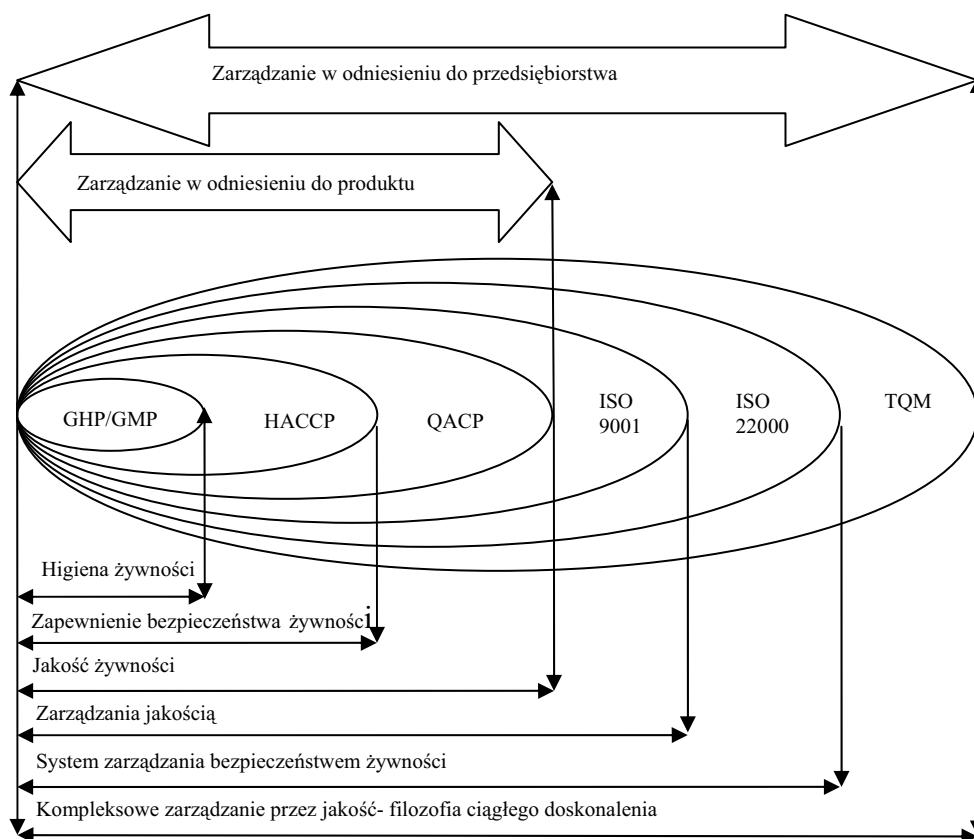 Zarządzanie w odniesieniu do przedsiębiorstwa
Zarządzanie w odniesieniu do produktu
GHP/GMP
HACCP
QACP
ISO
9001
ISO
22000
TQM
Higiena żywności
Zapewnienie bezpieczeństwa żywności
Jakość żywności
Zarządzania jakością
System zarządzania bezpieczeństwem żywności
Kompleksowe zarządzanie przez jakość- filozofia ciągłego doskonalenia